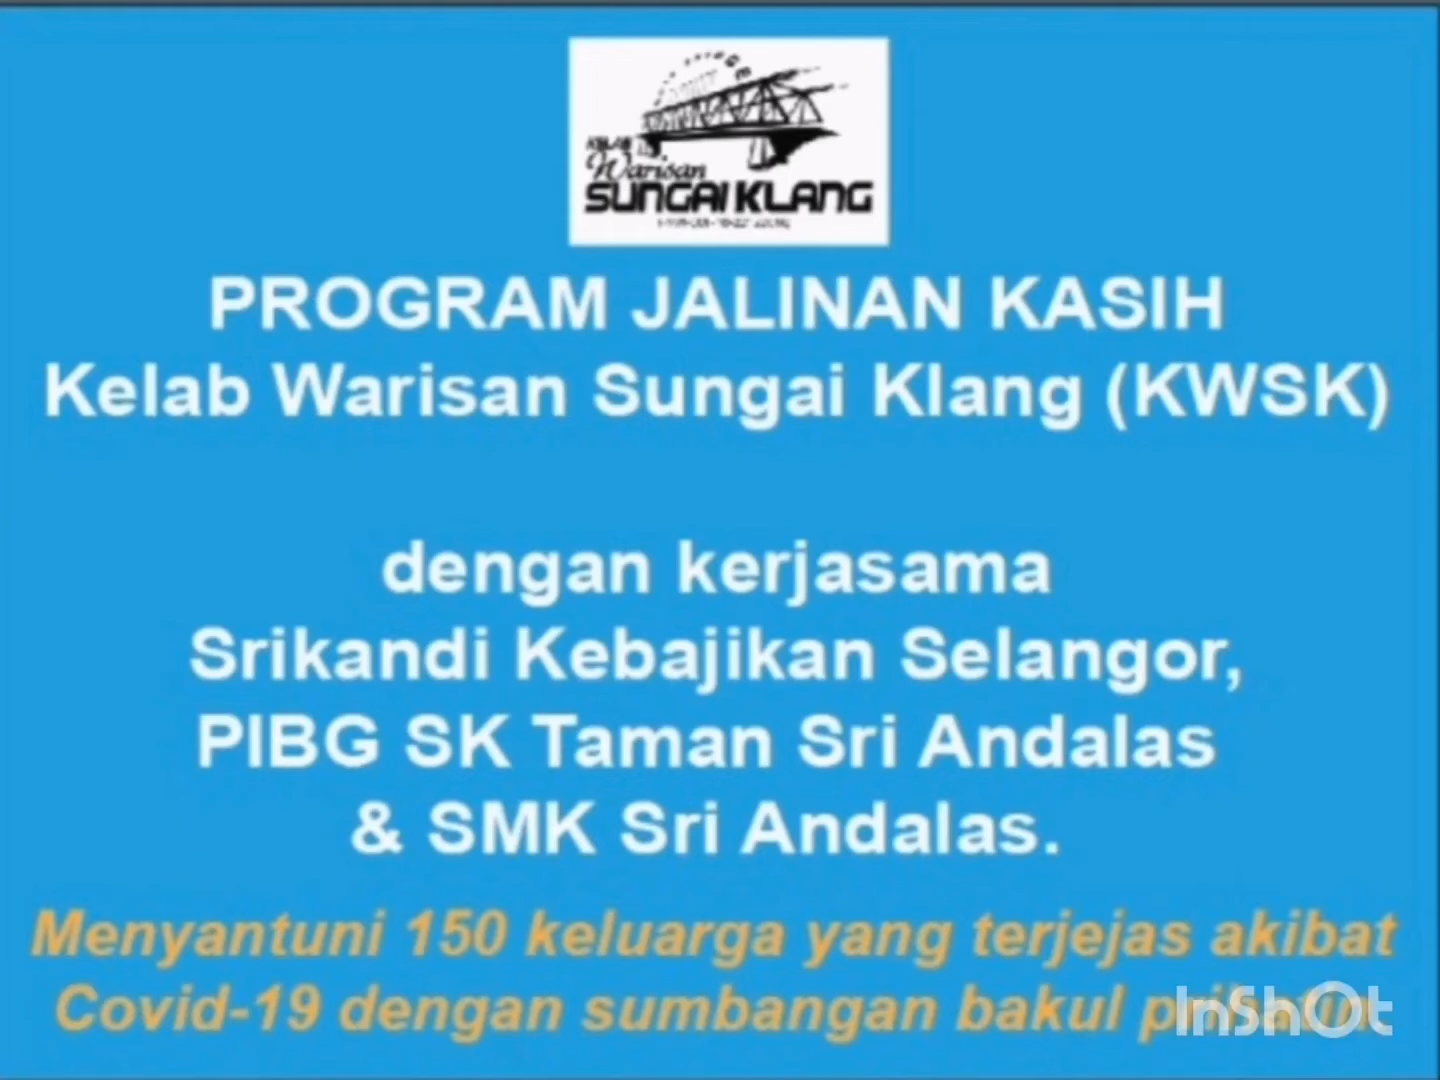 Warisan
SUNGAI KLANG
PROGRAM JALINAN KASIH
Kelab Warisan Sungai Klang (KWSK)
dengan kerjasama
Srikandi Kebajikan Selangor,
PIBG SK Taman Sri Andalas
& SMK Sri Andalas.
Menyantuni 150 keluarga yang terjejas akibat
Covid-19 dengan sumbangan bakul prihatin
InShOt